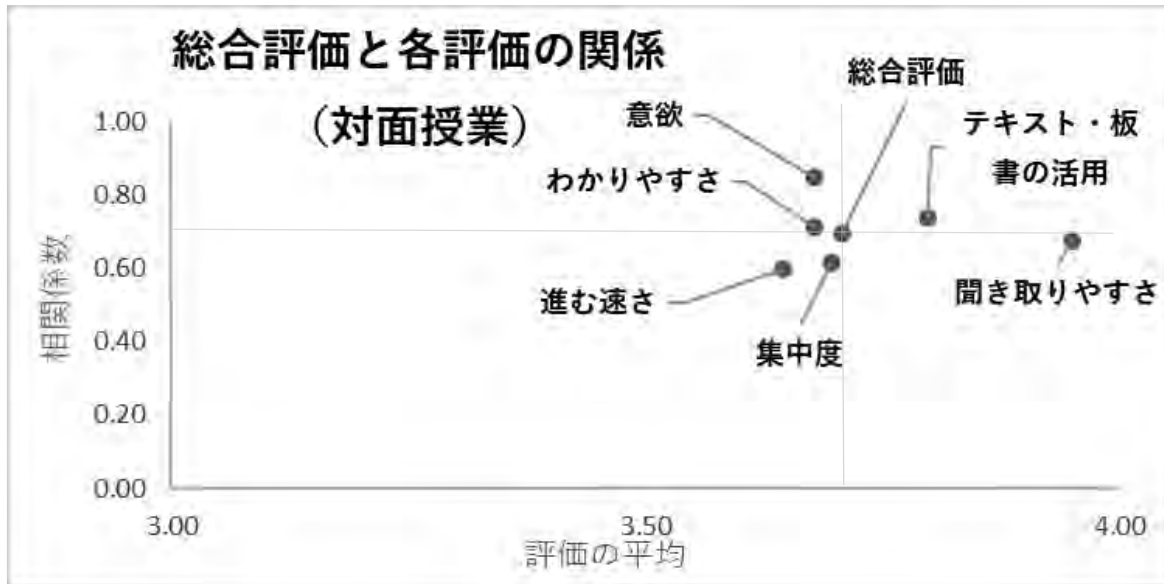 総合評価と各評価の関係
（対面授業）
総合評価
意欲
テキスト・板
書の活用
わかりやすさ
聞き取りやすさ
進む速さ
集中度
相関係数
1.00
0.80
0.60
0.40
0.20
0.00
3.00
3.50
4.00
評価の平均